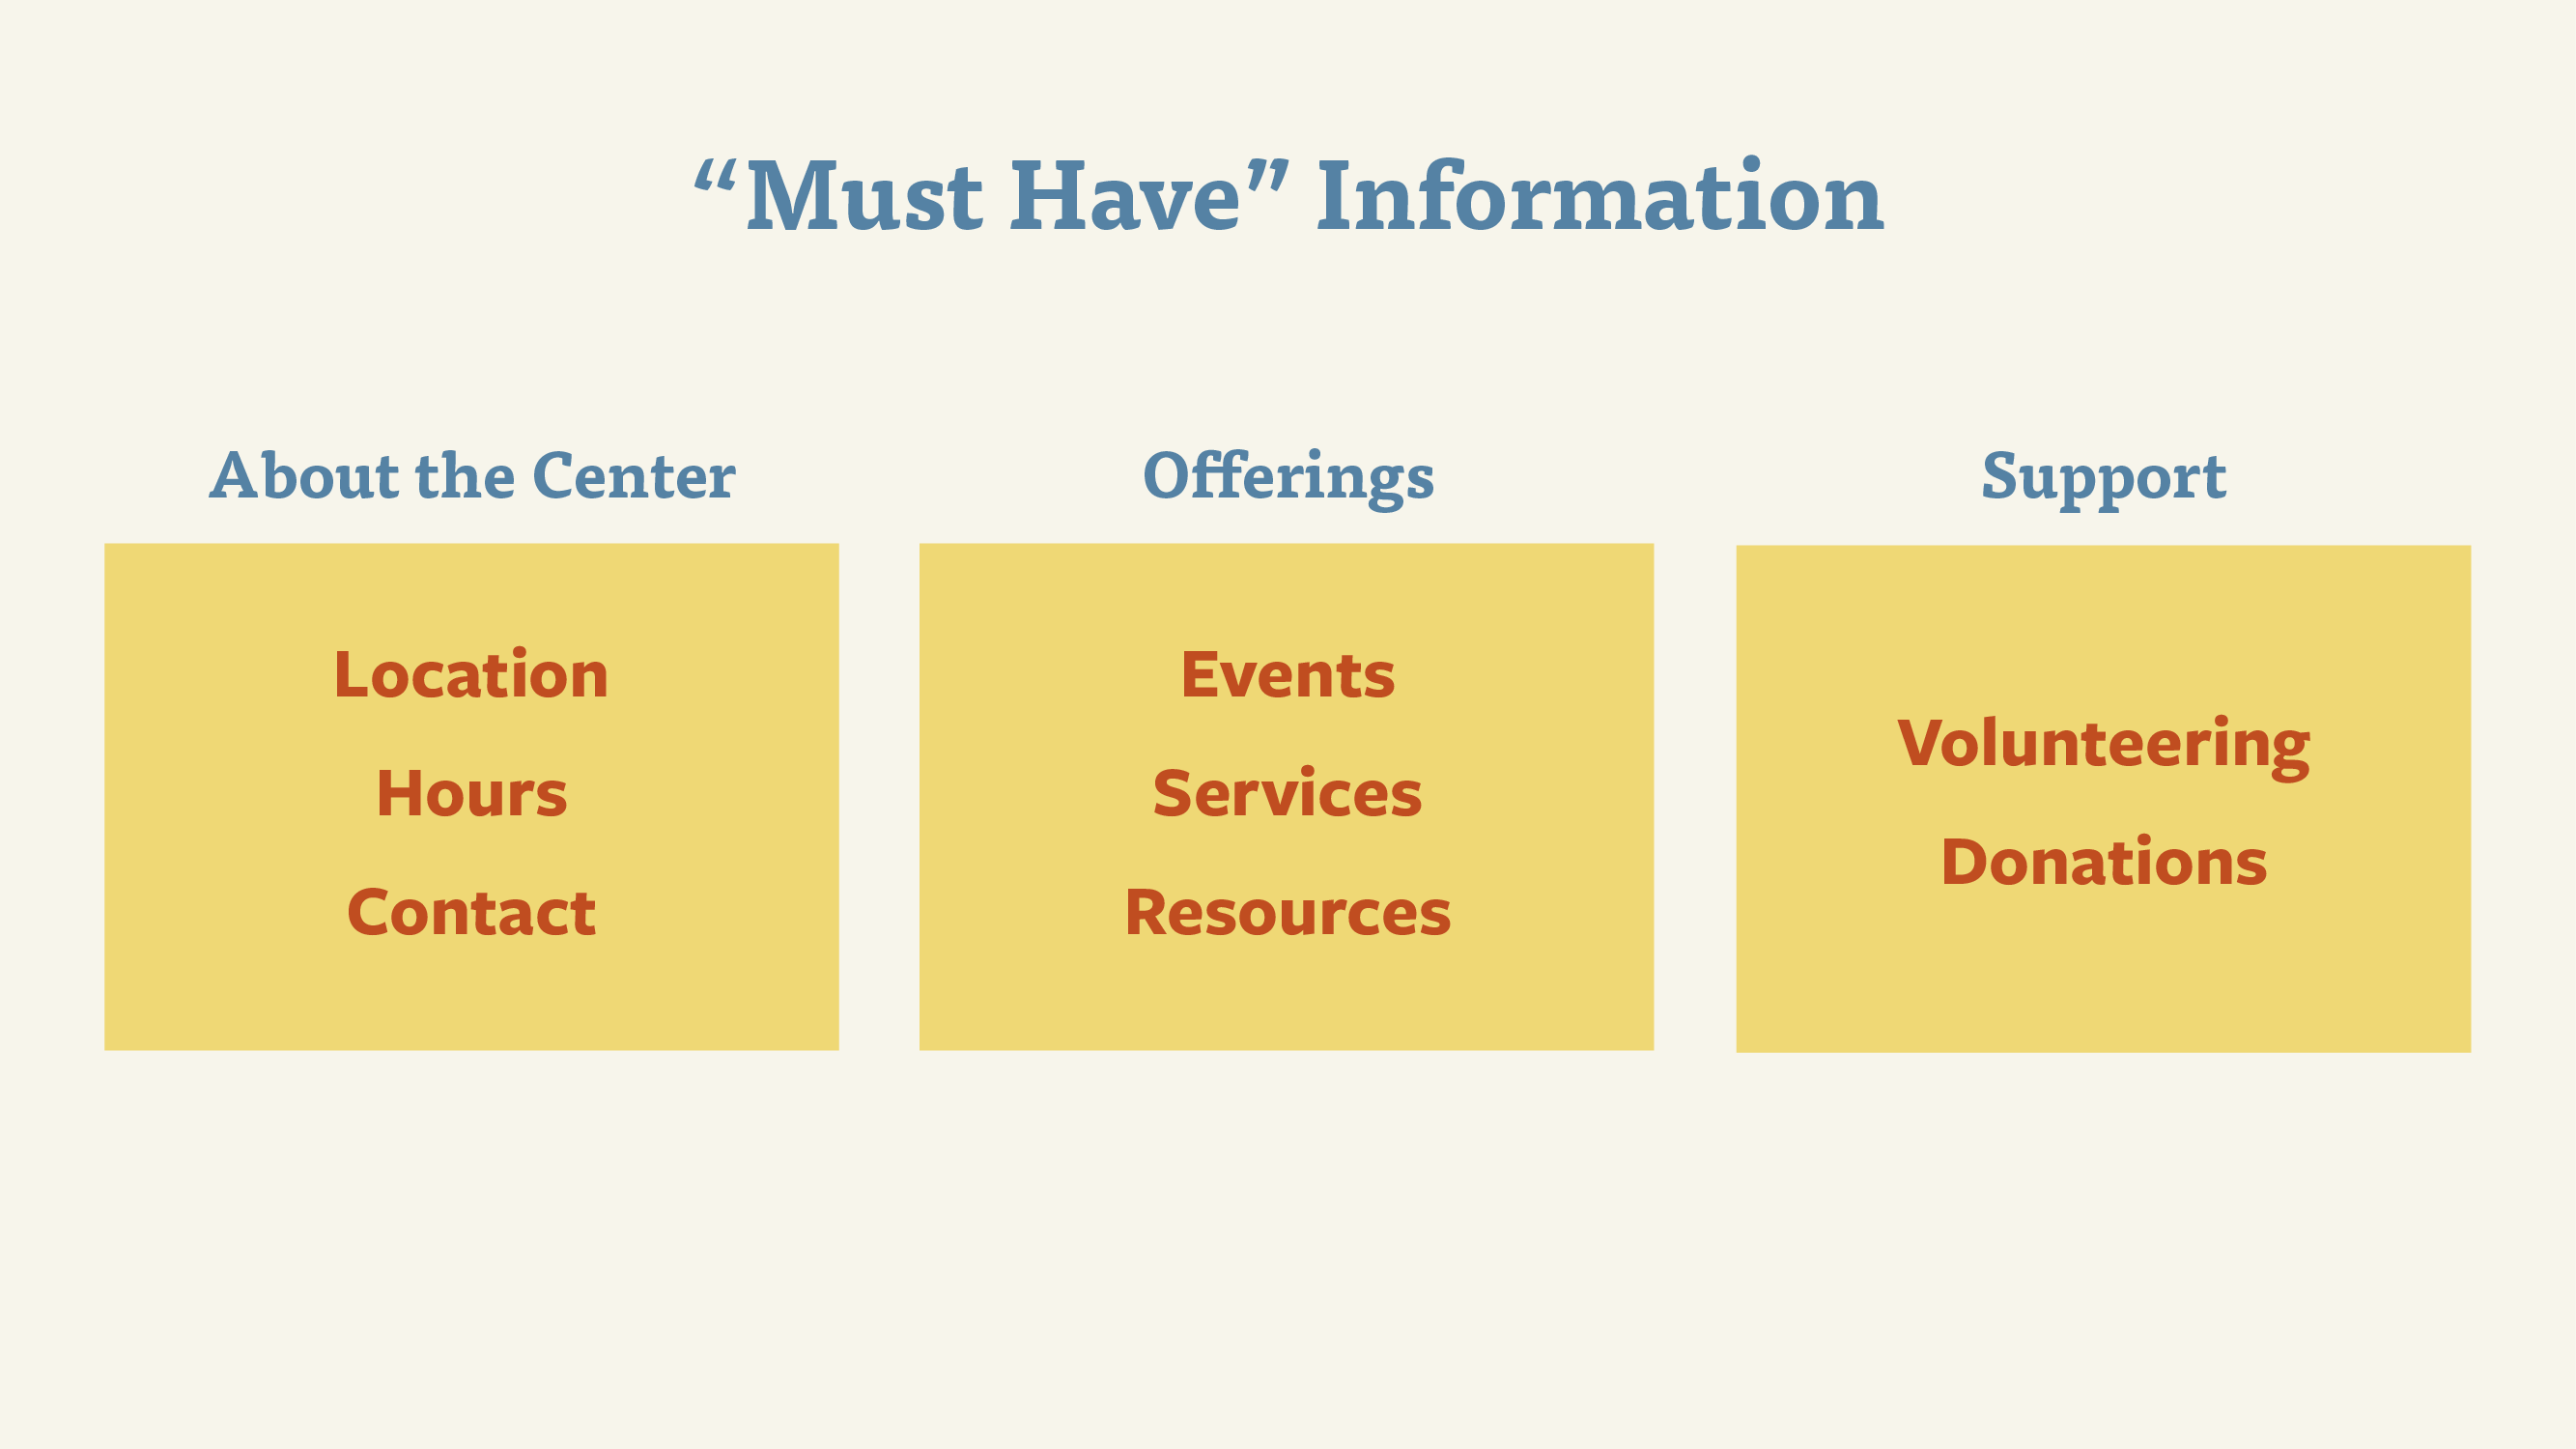 “Must Have” Information
About the Center
Location
Hours
Contact
Offerings
Events
Services
Resources
Support
Volunteering
Donations